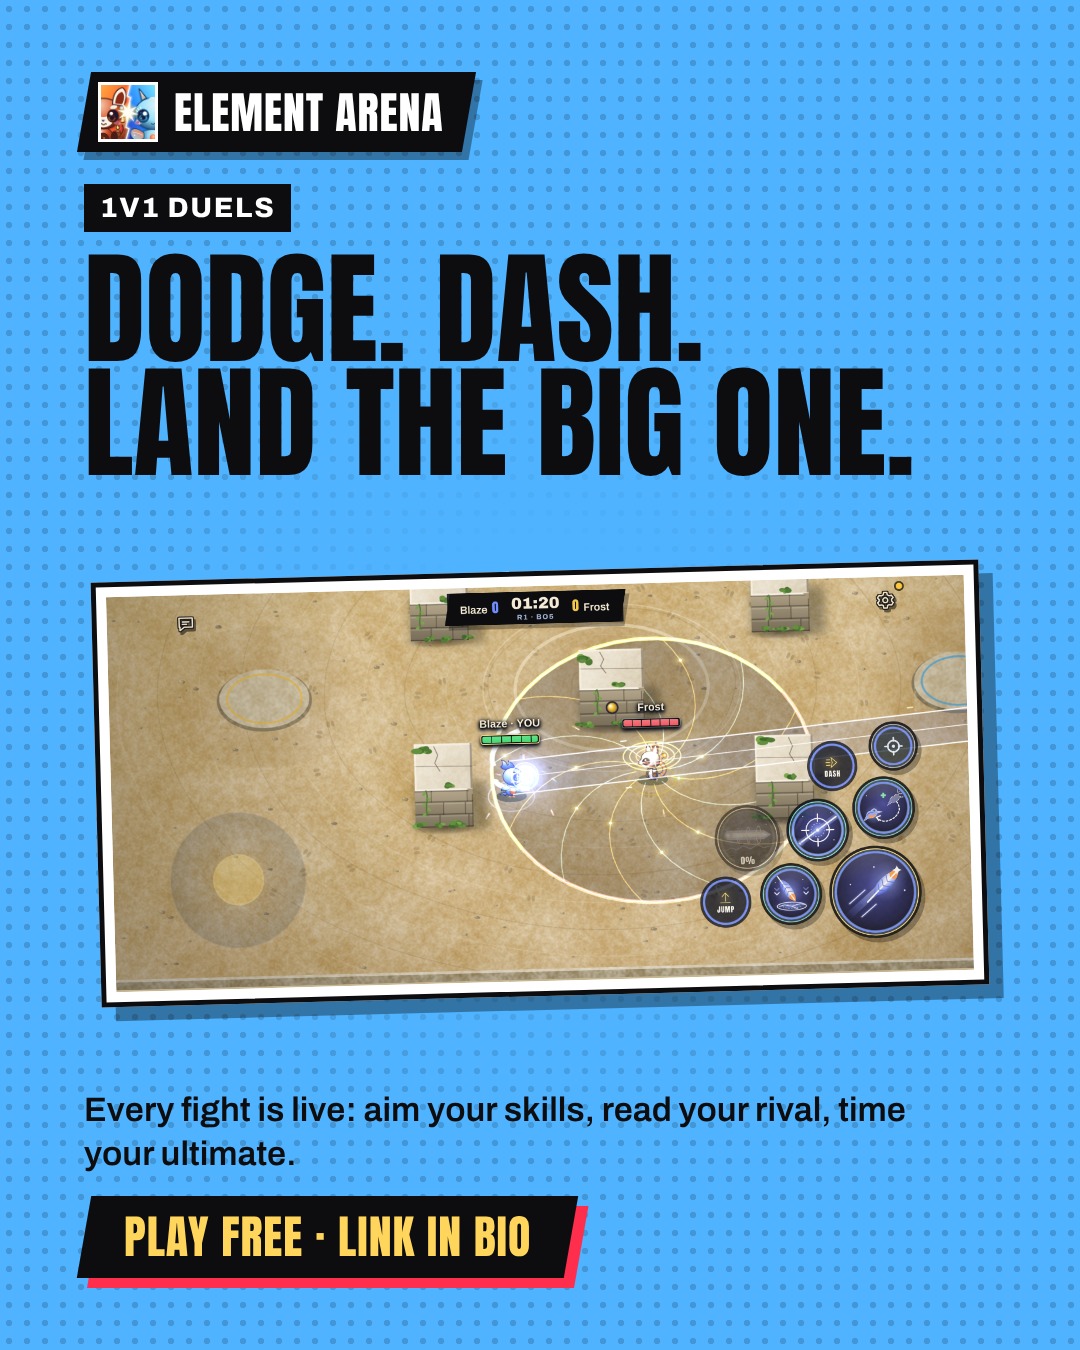 ELEMENT ARENA
1V1 DUELS
DODGE. DASH.
LAND THE BIG ONE.
Blaze 0 01:20 0 Frost
R1 · BO5
Frost
Blaze · YOU
DASH
0%
JUMP
Every fight is live: aim your skills, read your rival, time
your ultimate.
PLAY FREE · LINK IN BIO